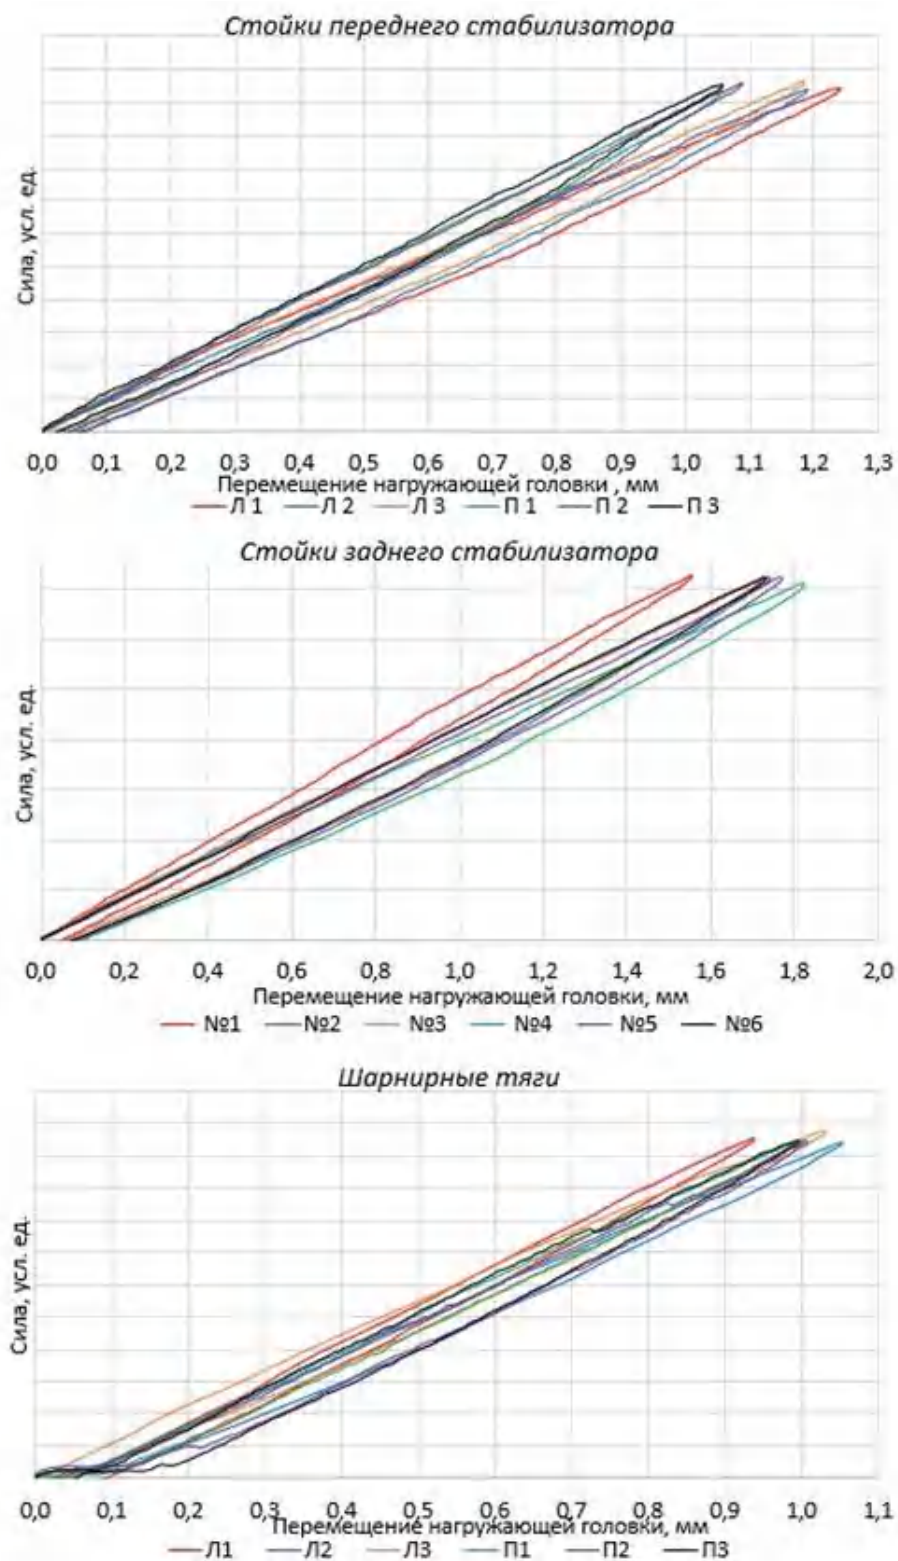 Стойки переднего стабилизатора
Сила, усл. ед.
0,0 0,1 0,2 0,3 0,4 0,5 0,6 0,7 0,8 0,9 1,0 1,1 1,2 1,3
Перемещение нагружающей головки , мм
Л 1 Л 2 Л 3 П 1 П 2 П 3
Стойки заднего стабилизатора
Сила, усл. ед.
0,0 0,2 0,4 0,6 0,8 1,0 1,2 1,4 1,6 1,8 2,0
Перемещение нагружающей головки, мм
№1 №2 №3 №4 №5 №6
Шарнирные тяги
Сила, усл. ед.
0,0 0,1 0,2 0,3 0,4 0,5 0,6 0,7 0,8 0,9 1,0 1,1
Перемещение нагружающей головки, мм
Л1 Л2 Л3 П1 П2 П3